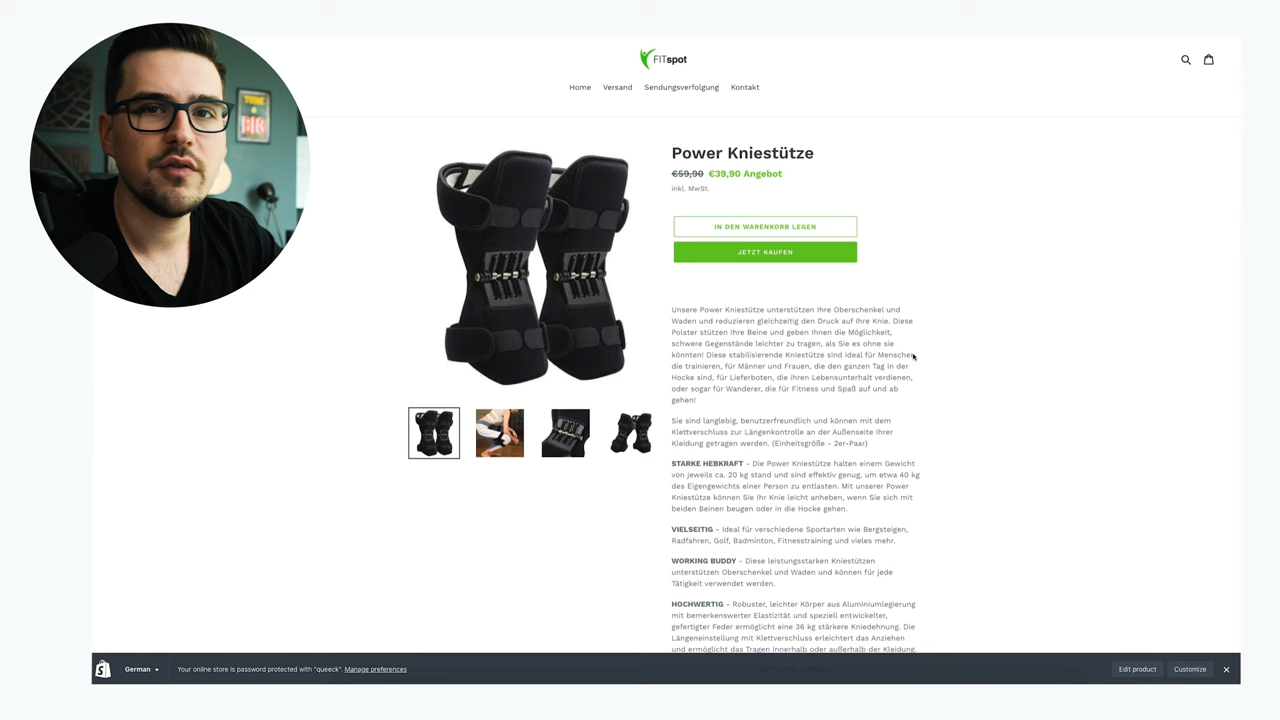 THINK
BIG
FITspot
Home Versand Sendungsverfolgung Kontakt
Power Kniestütze
€59,90 €39,90 Angebot
inkl. MwSt.
IN DEN WARENKORB LEGEN
JETZT KAUFEN
Unsere Power Kniestütze unterstützen Ihre Oberschenkel und
Waden und reduzieren gleichzeitig den Druck auf Ihre Knie. Diese
Polster stützen Ihre Beine und geben Ihnen die Möglichkeit,
schwere Gegenstände leichter zu tragen, als Sie es ohne sie
könnten! Diese stabilisierende Kniestütze sind ideal für Menschen,
die trainieren, für Männer und Frauen, die den ganzen Tag in der
Hocke sind, für Lieferboten, die ihren Lebensunterhalt verdienen,
oder sogar für Wanderer, die für Fitness und Spaß auf und ab
gehen!
Sie sind langlebig, benutzerfreundlich und können mit dem
Klettverschluss zur Längenkontrolle an der Außenseite Ihrer
Kleidung getragen werden. (Einheitsgröße - 2er-Paar)
STARKE HEBKRAFT - Die Power Kniestütze halten einem Gewicht
von jeweils ca. 20 kg stand und sind effektiv genug, um etwa 40 kg
des Eigengewichts einer Person zu entlasten. Mit unserer Power
Kniestütze können Sie Ihr Knie leicht anheben, wenn Sie sich mit
beiden Beinen beugen oder in die Hocke gehen.
VIELSEITIG - Ideal für verschiedene Sportarten wie Bergsteigen,
Radfahren, Golf, Badminton, Fitnesstraining und vieles mehr.
WORKING BUDDY - Diese leistungsstarken Kniestützen
unterstützen Oberschenkel und Waden und können für jede
Tätigkeit verwendet werden.
HOCHWERTIG - Robuster, leichter Körper aus Aluminiumlegierung
mit bemerkenswerter Elastizität und speziell entwickelter,
gefertigter Feder ermöglicht eine 36 kg stärkere Kniedehnung. Die
Längeneinstellung mit Klettverschluss erleichtert das Anziehen
und ermöglicht das Tragen innerhalb oder außerhalb der Kleidung.
German Your online store is password protected with "queeck". Manage preferences Edit product Customize